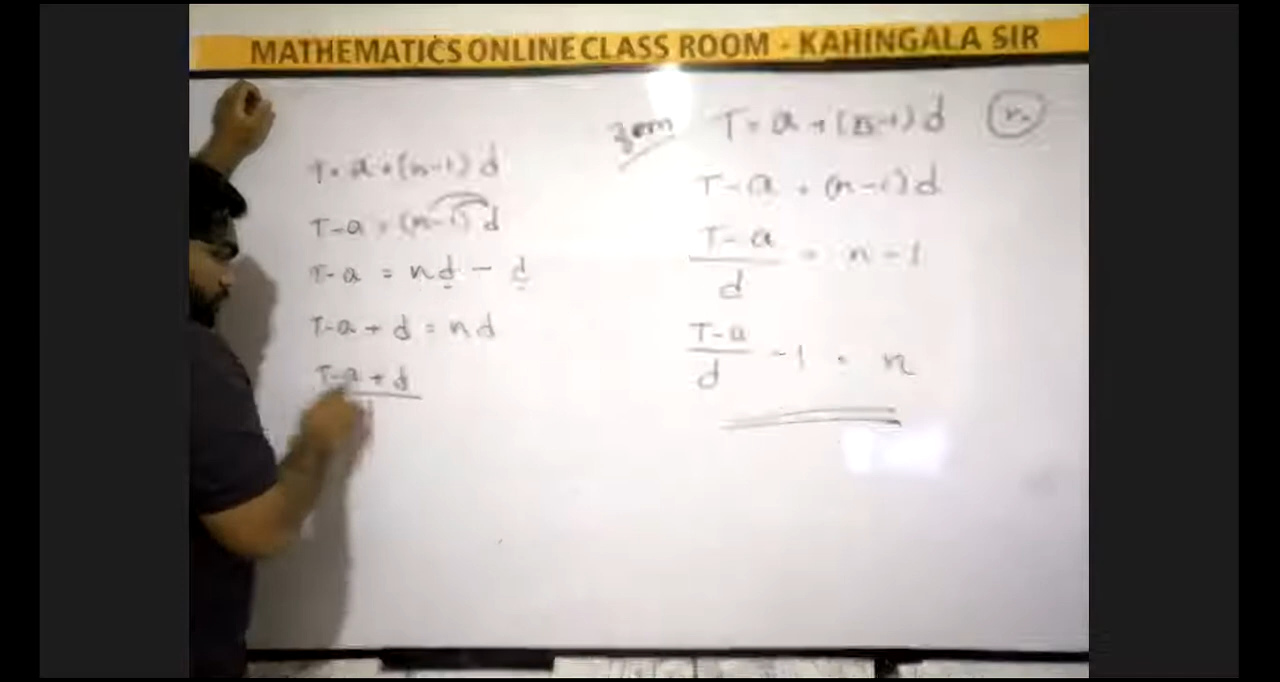 MATHEMATICS ONLINE CLASS ROOM - KAHINGALA SIR
T = a + (n-1) d
T-a = (n-1) d
T-a = nd - d
T-a + d = nd
T-a + d
T = a + (n-1) d
n
T-a = (n-1) d
T-a / d = n - 1
T-a / d - 1 = n